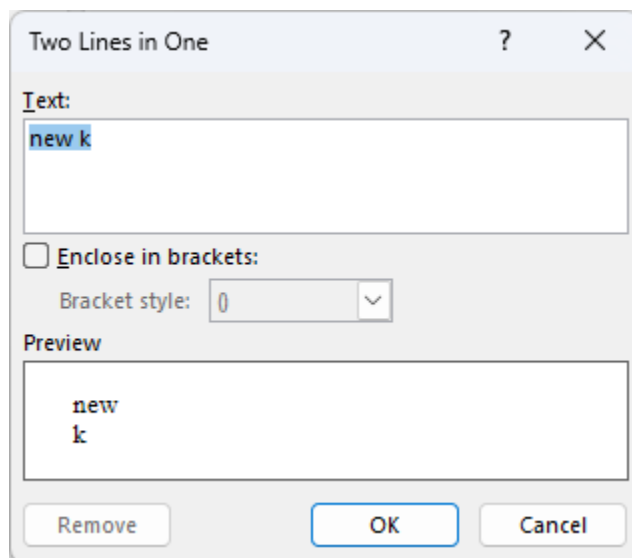 Two Lines in One ?
Text:
new k
Enclose in brackets:
Bracket style: ()
Preview
new
k
Remove OK Cancel